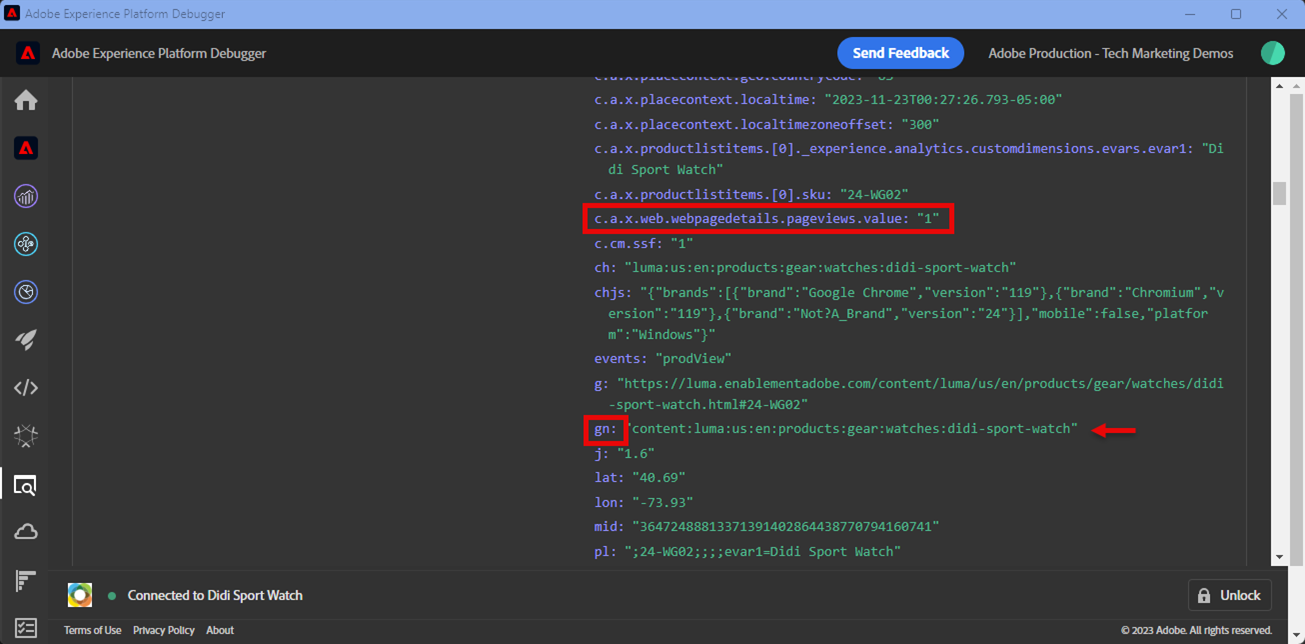 Adobe Experience Platform Debugger
Adobe Experience Platform Debugger
Send Feedback
Adobe Production - Tech Marketing Demos
c.a.x.placecontext.geo.countrycode: "US"
c.a.x.placecontext.localtime: "2023-11-23T00:27:26.793-05:00"
c.a.x.placecontext.localtimezoneoffset: "300"
c.a.x.productlistitems.[0]._experience.analytics.customdimensions.evars.evar1: "Di
di Sport Watch"
c.a.x.productlistitems.[0].sku: "24-WG02"
c.a.x.web.webpagedetails.pageviews.value: "1"
c.cm.ssf: "1"
ch: "luma:us:en:products:gear:watches:didi-sport-watch"
chjs: "{"brands":[{"brand":"Google Chrome","version":"119"},{"brand":"Chromium","v
ersion":"119"},{"brand":"Not?A_Brand","version":"24"}],"mobile":false,"platfor
m":"Windows"}"
events: "prodView"
g: "https://luma.enablementadobe.com/content/luma/us/en/products/gear/watches/didi
-sport-watch.html#24-WG02"
gn: "content:luma:us:en:products:gear:watches:didi-sport-watch"
j: "1.6"
lat: "40.69"
lon: "-73.93"
mid: "36472488813371391402864438770794160741"
pl: ";24-WG02;;;;evar1=Didi Sport Watch"
Connected to Didi Sport Watch
Unlock
Terms of Use Privacy Policy About
© 2023 Adobe. All rights reserved.